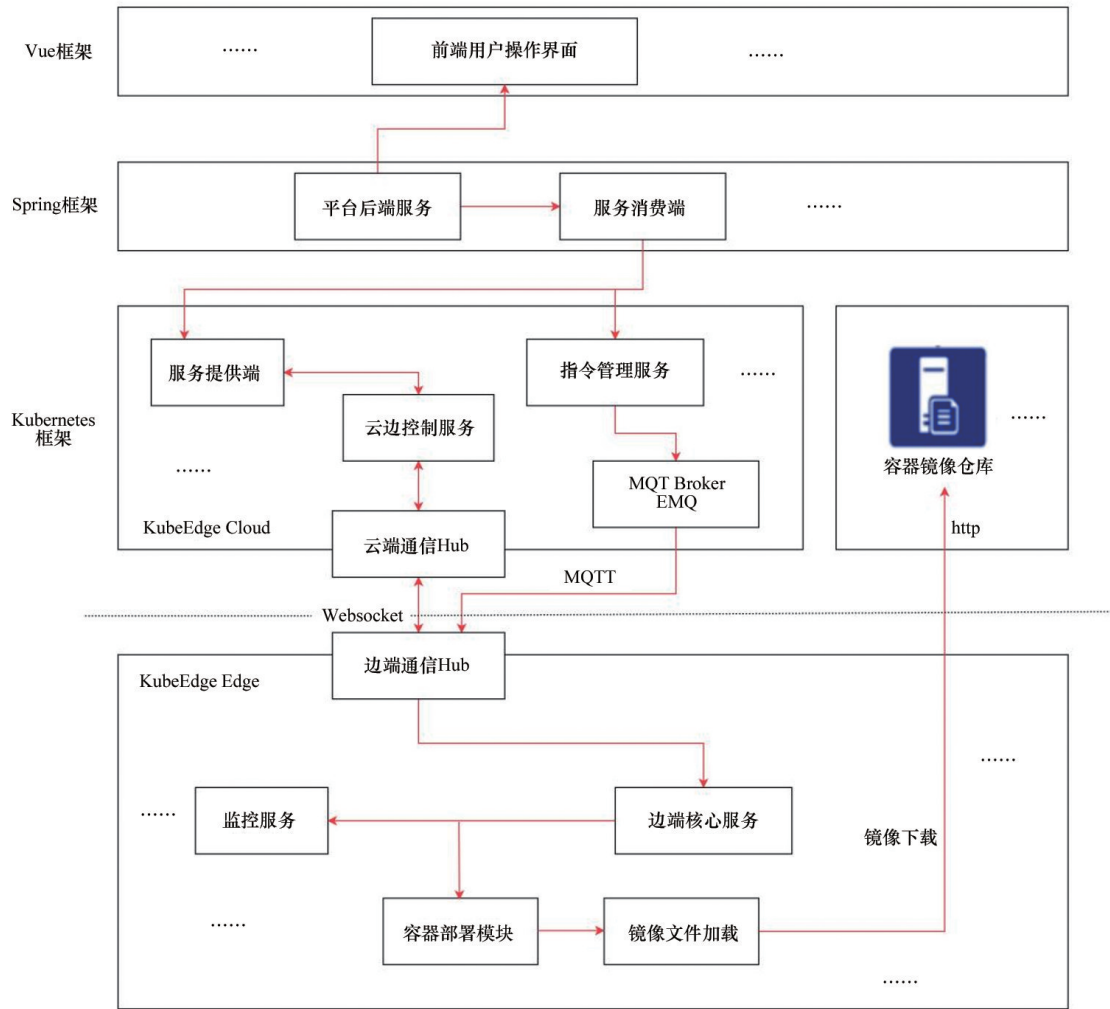 Vue框架
……
前端用户操作界面
……
Spring框架
平台后端服务
服务消费端
……
Kubernetes
框架
服务提供端
指令管理服务
……
云边控制服务
……
MQT Broker
EMQ
KubeEdge Cloud
云端通信Hub
……
容器镜像仓库
http
MQTT
Websocket
边端通信Hub
KubeEdge Edge
……
……
监控服务
边端核心服务
镜像下载
……
容器部署模块
镜像文件加载
……